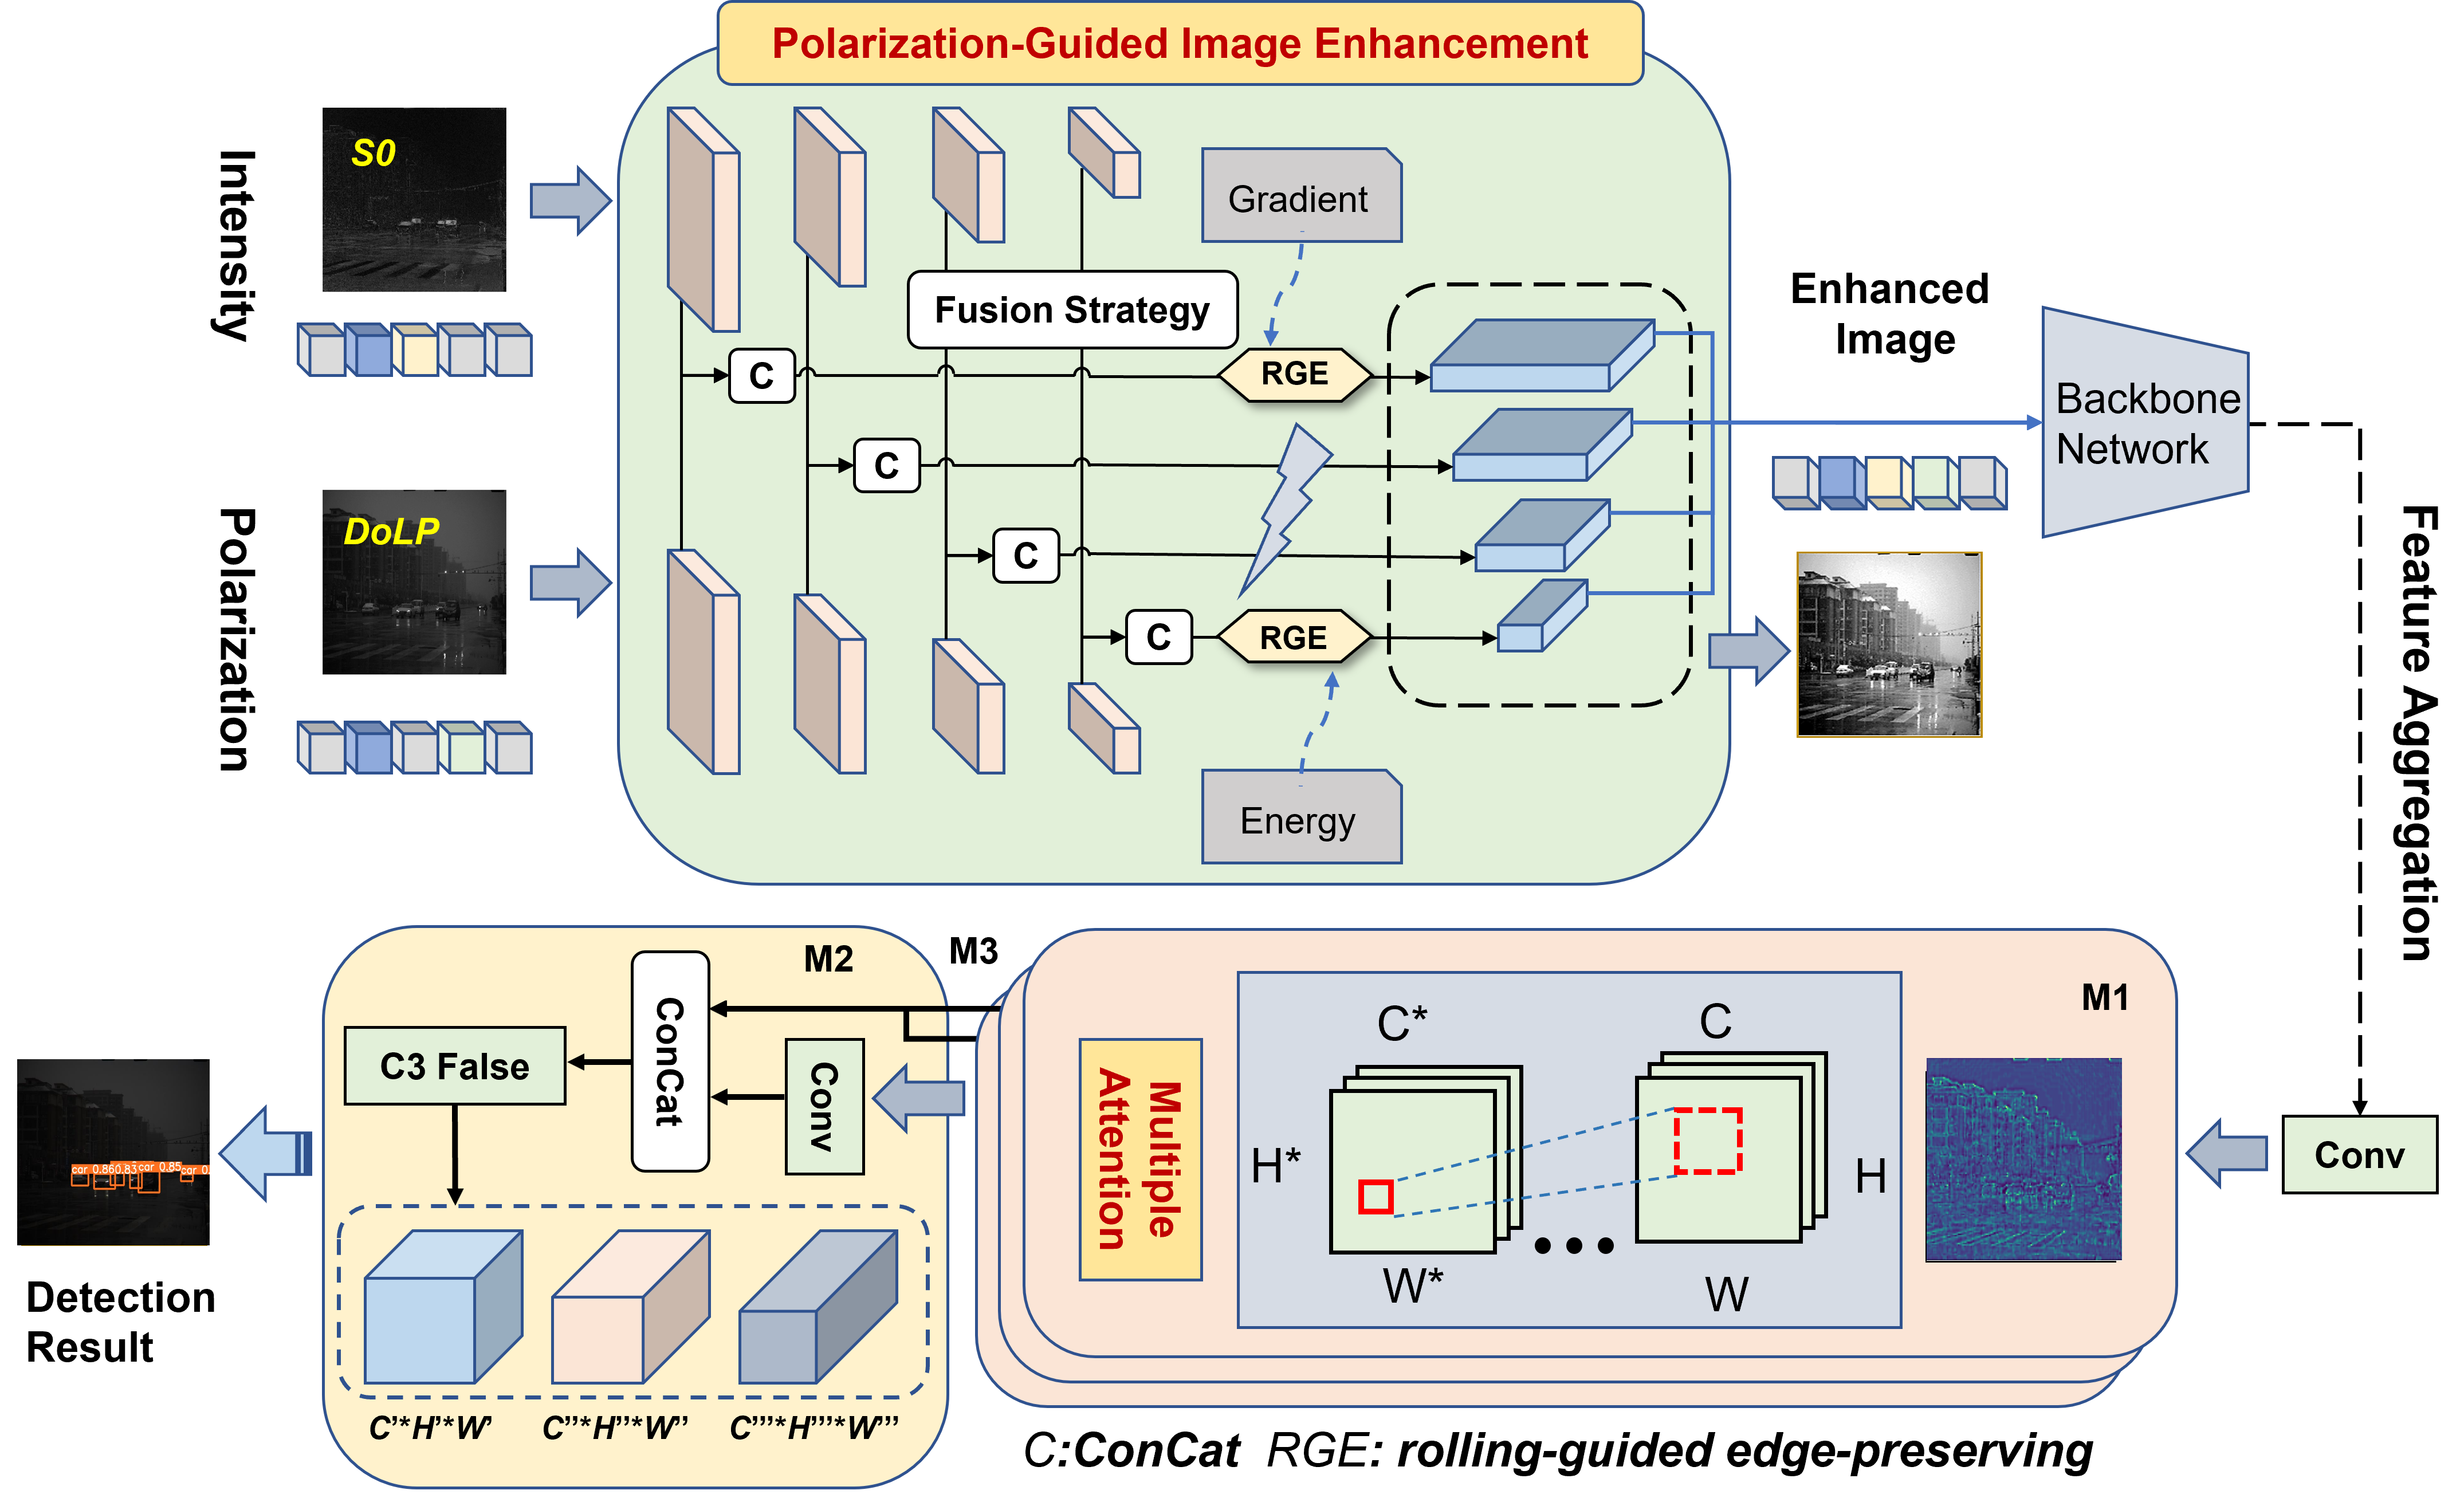 Polarization-Guided Image Enhancement
Intensity
S0
Gradient
Fusion Strategy
Enhanced
Image
C
RGE
Backbone
Network
C
Polarization
DoLP
C
C
RGE
Energy
Feature Aggregation
M2
M3
M1
ConCat
C3 False
Conv
Multiple
Attention
C*
C
H*
H
W*
W
Conv
car 0.86
0.83
car 0.85
Detection
Result
C’*H’*W’
C’’*H’’*W’’
C’’’*H’’’*W’’’
C:ConCat RGE: rolling-guided edge-preserving